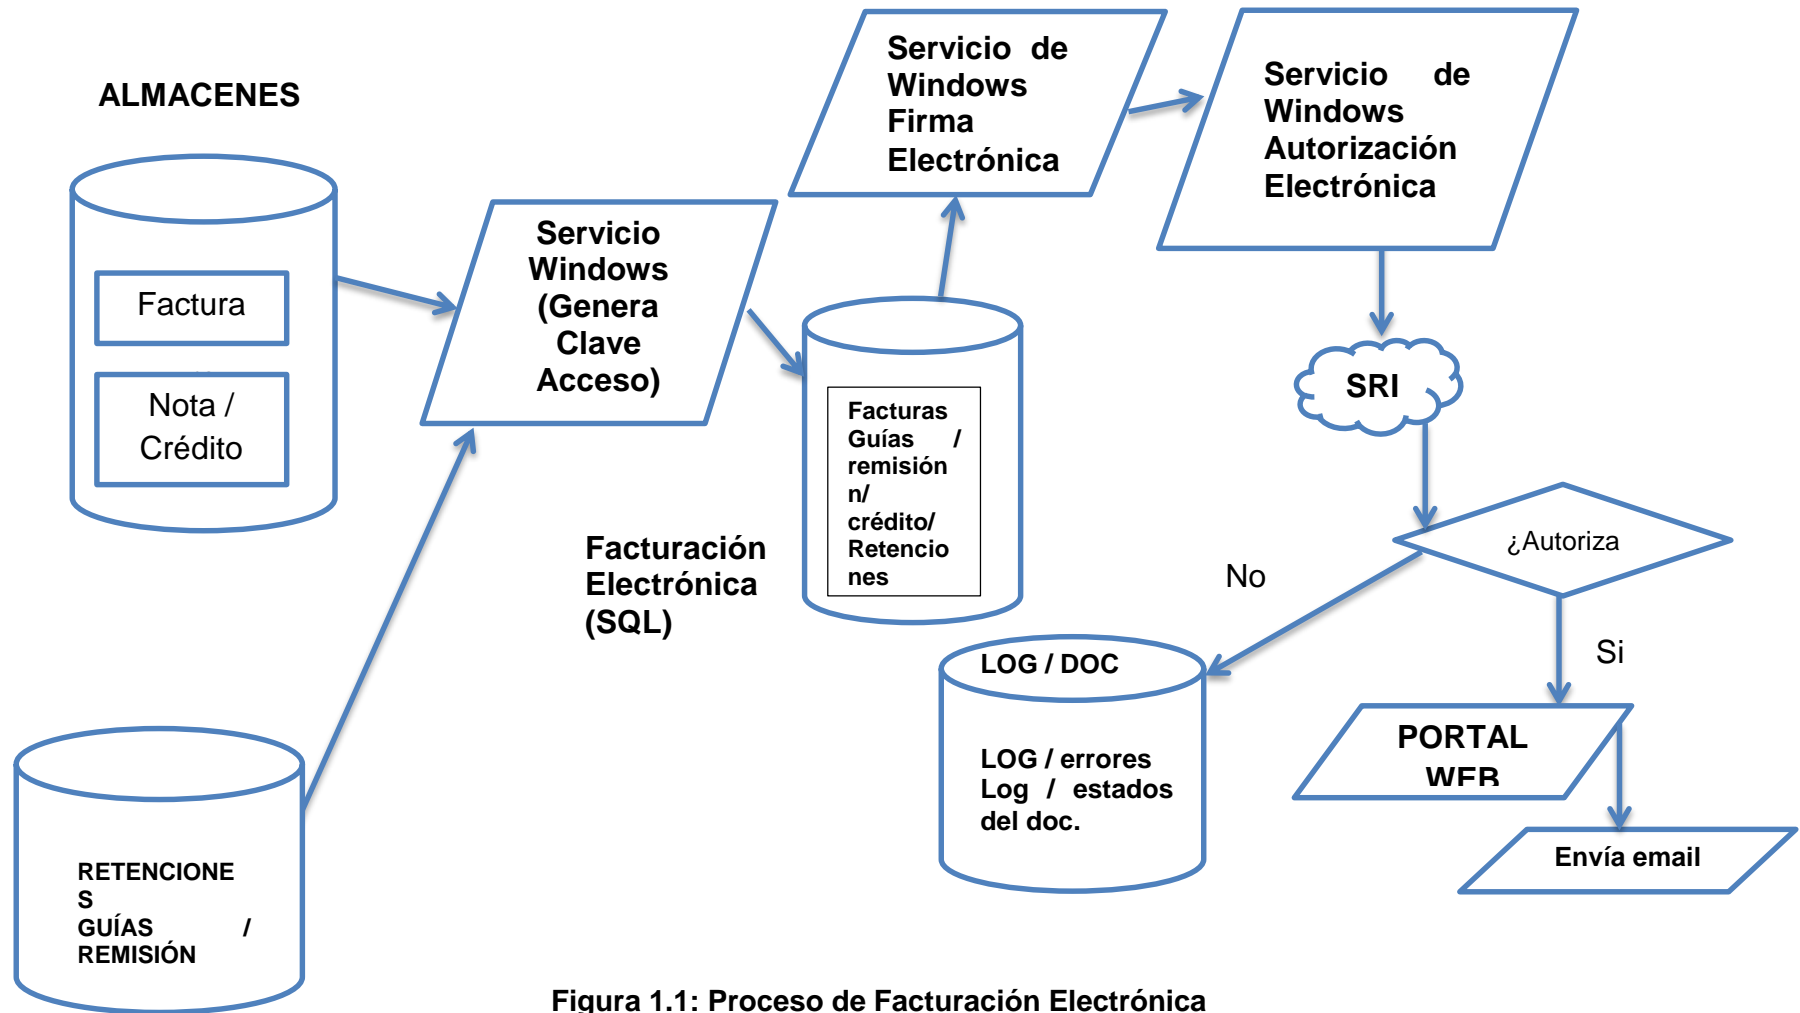 ALMACENES
Factura
Nota /
Crédito
RETENCIONE
S
GUÍAS /
REMISIÓN
Servicio
Windows
(Genera
Clave
Acceso)
Facturación
Electrónica
(SQL)
Facturas
Guías /
remisión
n/
crédito/
Retencio
nes
Servicio de
Windows
Firma
Electrónica
Servicio de
Windows
Autorización
Electrónica
SRI
¿Autoriza
No
Si
LOG / DOC
LOG / errores
Log / estados
del doc.
PORTAL
WEB
Envía email
Figura 1.1: Proceso de Facturación Electrónica